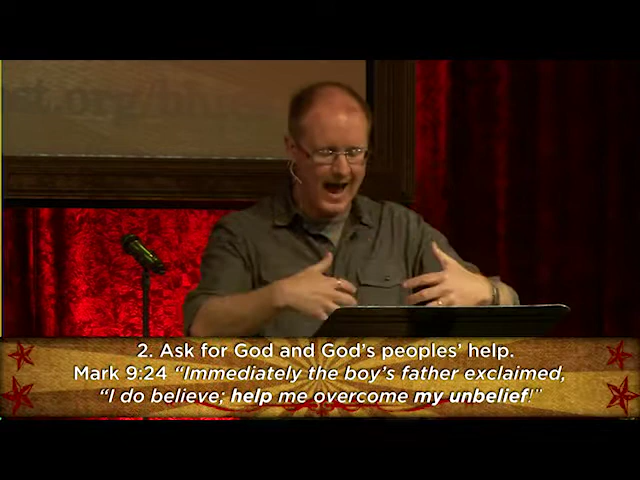 2. Ask for God and God's peoples' help.
Mark 9:24 "Immediately the boy's father exclaimed,
"I do believe; help me overcome my unbelief!"